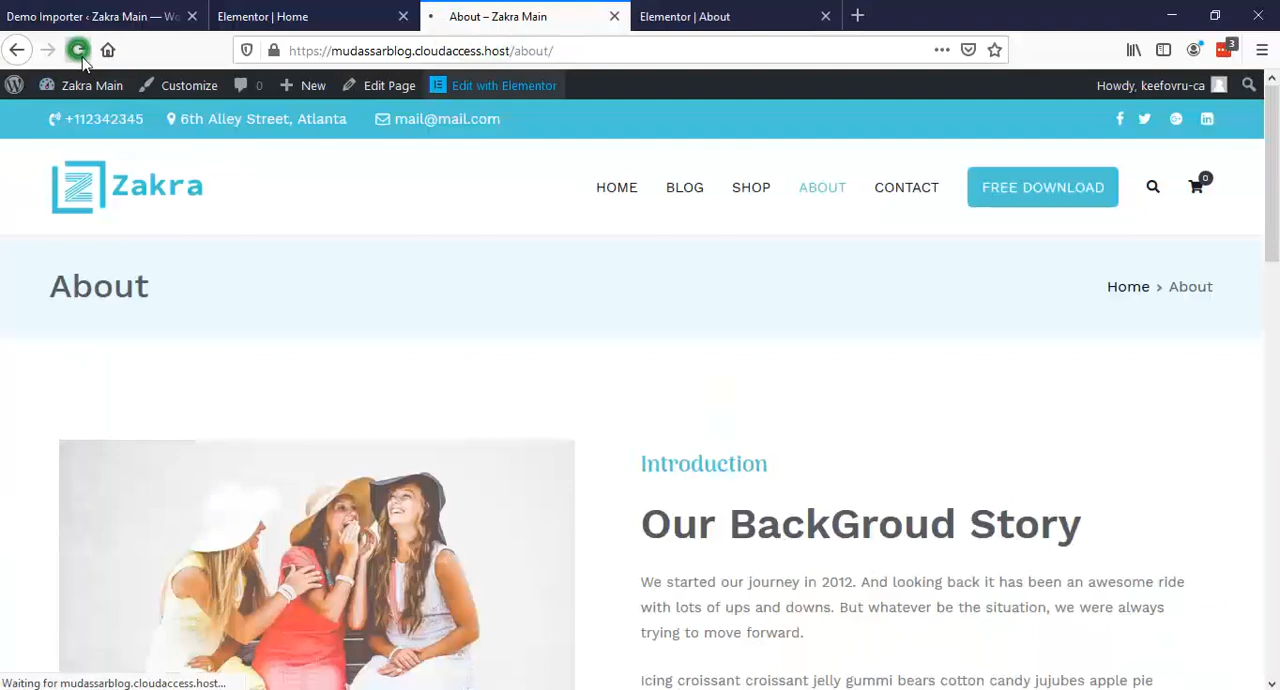 Demo Importer ‹ Zakra Main — Wo
Elementor | Home
About – Zakra Main
Elementor | About
https://mudassarblog.cloudaccess.host/about/
3
Zakra Main
Customize
0
New
Edit Page
Edit with Elementor
Howdy, keefovru-ca
+112342345
6th Alley Street, Atlanta
mail@mail.com
Zakra
HOME
BLOG
SHOP
ABOUT
CONTACT
FREE DOWNLOAD
0
About
Home > About
Introduction
Our BackGroud Story
We started our journey in 2012. And looking back it has been an awesome ride
with lots of ups and downs. But whatever be the situation, we were always
trying to move forward.
Icing croissant croissant jelly gummi bears cotton candy jujubes apple pie
Waiting for mudassarblog.cloudaccess.host...